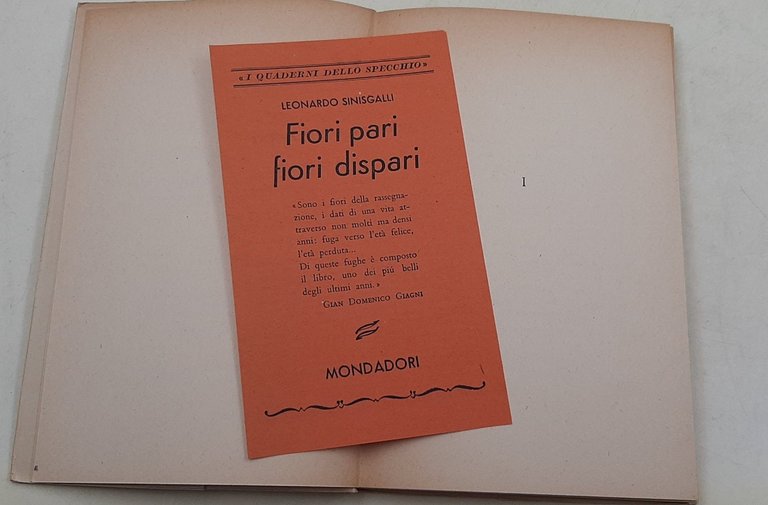 « I QUADERNI DELLO SPECCHIO »
LEONARDO SINISGALLI
Fiori pari
fiori dispari
«Sono i fiori della rassegna-
zione, i dati di una vita at-
traverso non molti ma densi
anni: fuga verso l'età felice,
l'età perduta...
Di queste fughe è composto
il libro, uno dei più belli
degli ultimi anni.»
GIAN DOMENICO GIAGNI
MONDADORI
I